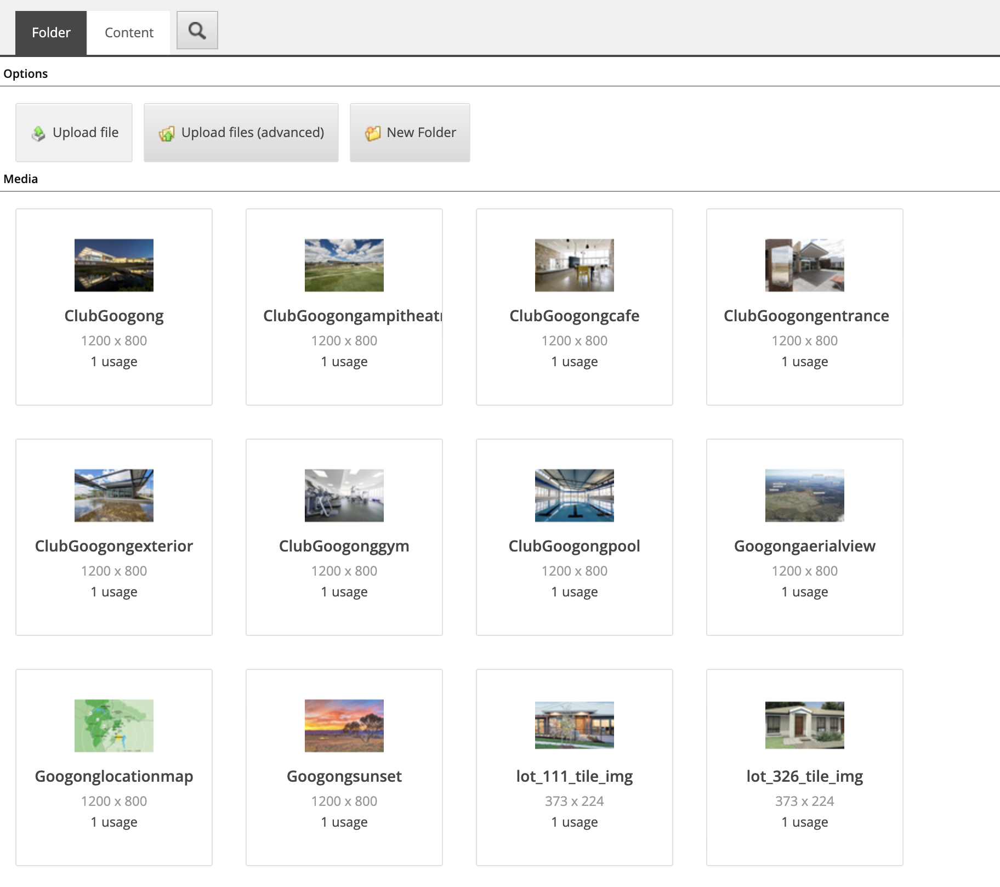 Folder
Content
Options
Upload file
Upload files (advanced)
New Folder
Media
ClubGoogong
1200 x 800
1 usage
ClubGoogongampitheat
1200 x 800
1 usage
ClubGoogongcafe
1200 x 800
1 usage
ClubGoogongentrance
1200 x 800
1 usage
ClubGoogongexterior
1200 x 800
1 usage
ClubGoogonggym
1200 x 800
1 usage
ClubGoogongpool
1200 x 800
1 usage
Googongaerialview
1200 x 800
1 usage
Googonglocationmap
1200 x 800
1 usage
Googongsunset
1200 x 800
1 usage
lot_111_tile_img
373 x 224
1 usage
lot_326_tile_img
373 x 224
1 usage